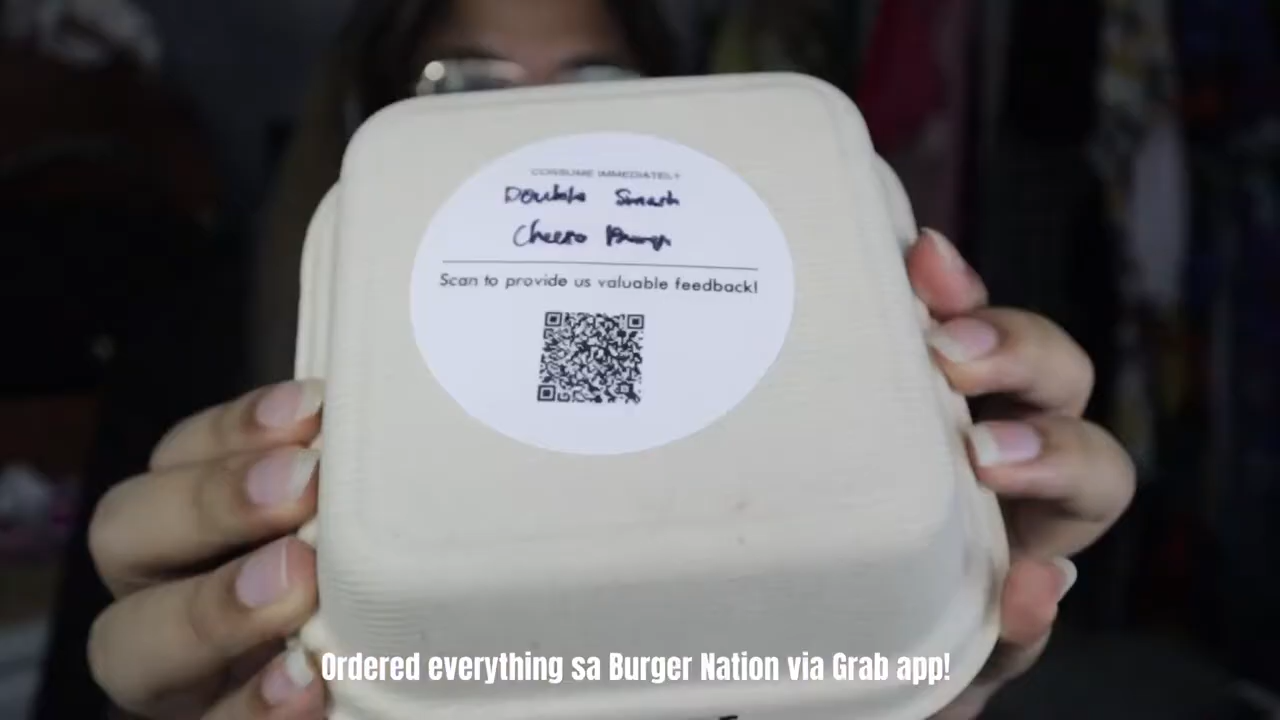 CONSUME IMMEDIATELY
Double Smash
Cheese
Scan to provide us valuable feedback!
Ordered everything sa Burger Nation via Grab app!